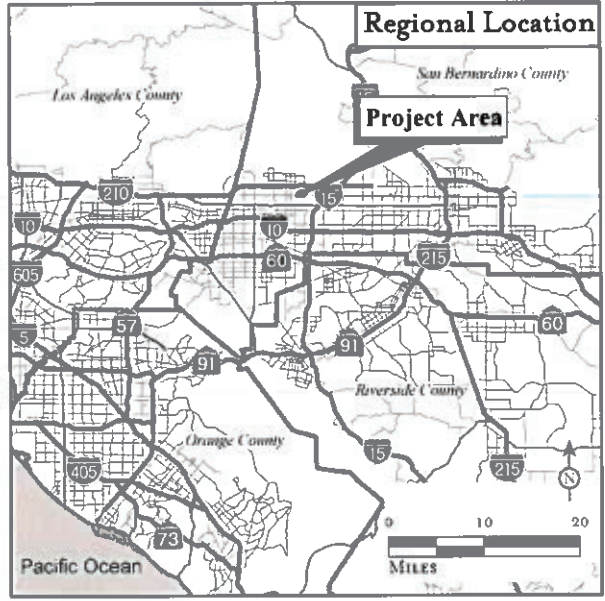 Regional Location
San Bernardino County
Los Angeles County
15
Project Area
210
15
10
10
60
215
605
57
60
5
91
91
Riverside County
Orange County
15
405
215
N
73
0 10 20
MILES
Pacific Ocean